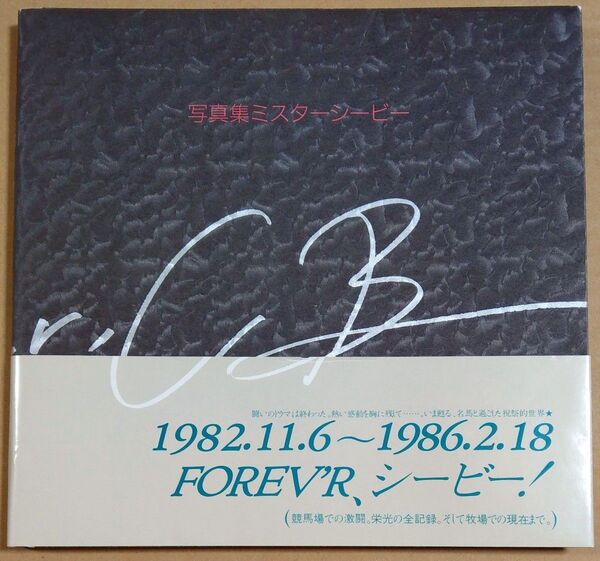 写真集ミスターシービー
r. CB
闘いのドラマは終わった。熱い感動を胸に残して……。いま甦る、名馬と過ごした祝祭的世界★
1982.11.6～1986.2.18
FOREV'R、シービー!
(競馬場での激闘。栄光の全記録。そして牧場での現在まで。)